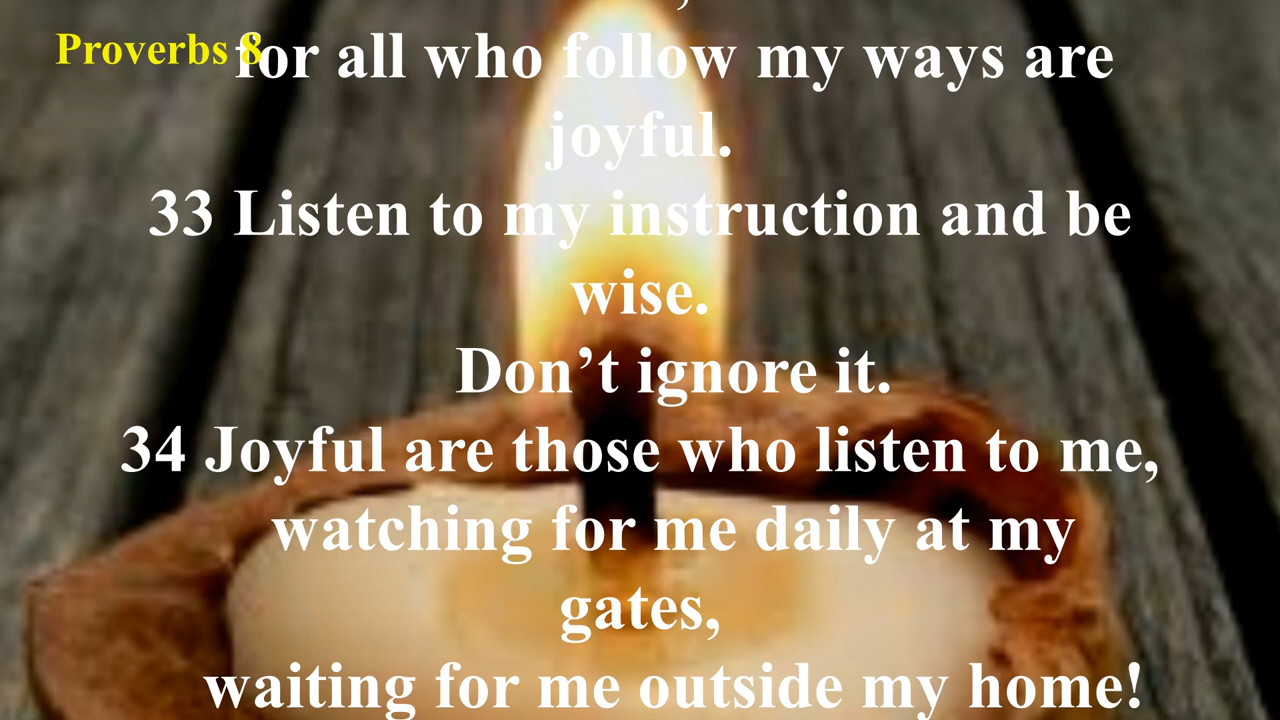 Proverbs 8
for all who follow my ways are
joyful.
33 Listen to my instruction and be
wise.
Don’t ignore it.
34 Joyful are those who listen to me,
watching for me daily at my
gates,
waiting for me outside my home!